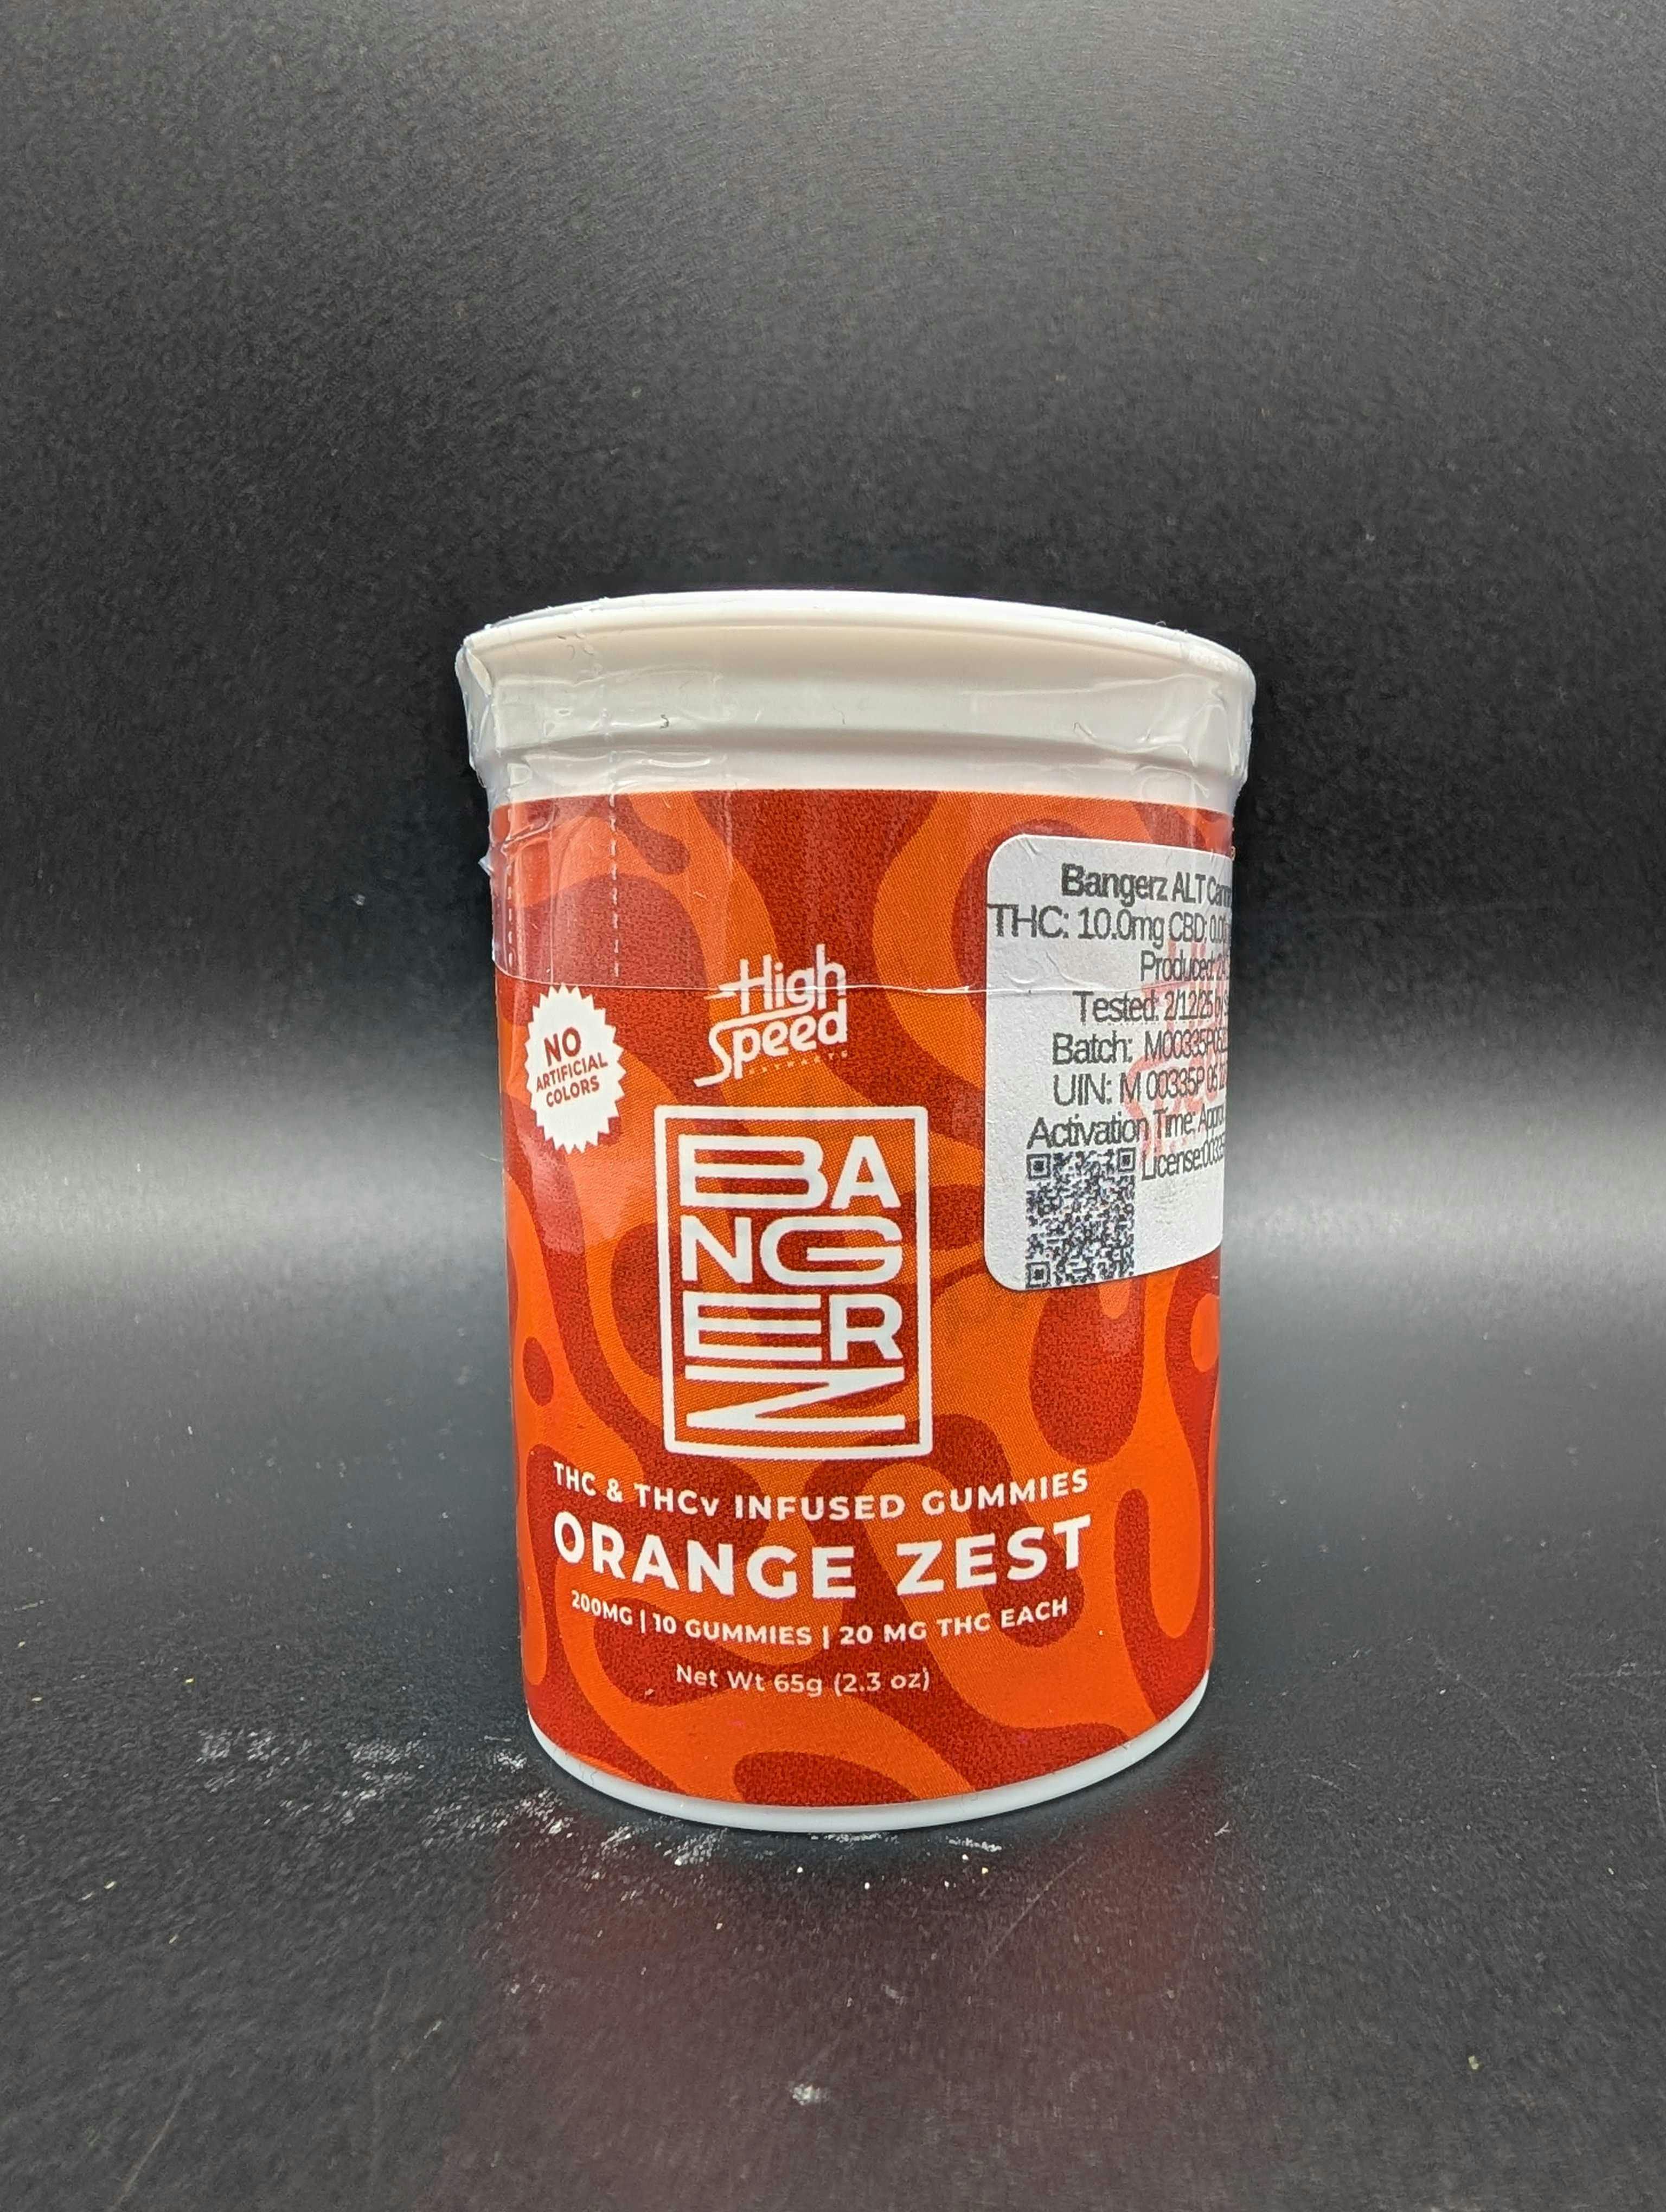 High
Speed
EXTRACTS
NO
ARTIFICIAL
COLORS
BA
NG
ER
Z
THC & THCv INFUSED GUMMIES
ORANGE ZEST
200MG | 10 GUMMIES | 20 MG THC EACH
Net Wt 65g (2.3 oz)
Bangerz ALT
THC: 10.0mg CBD:
Produced:
Tested: 2/12/25
Batch:
UIN: M 00335P
Activation Time:
License: